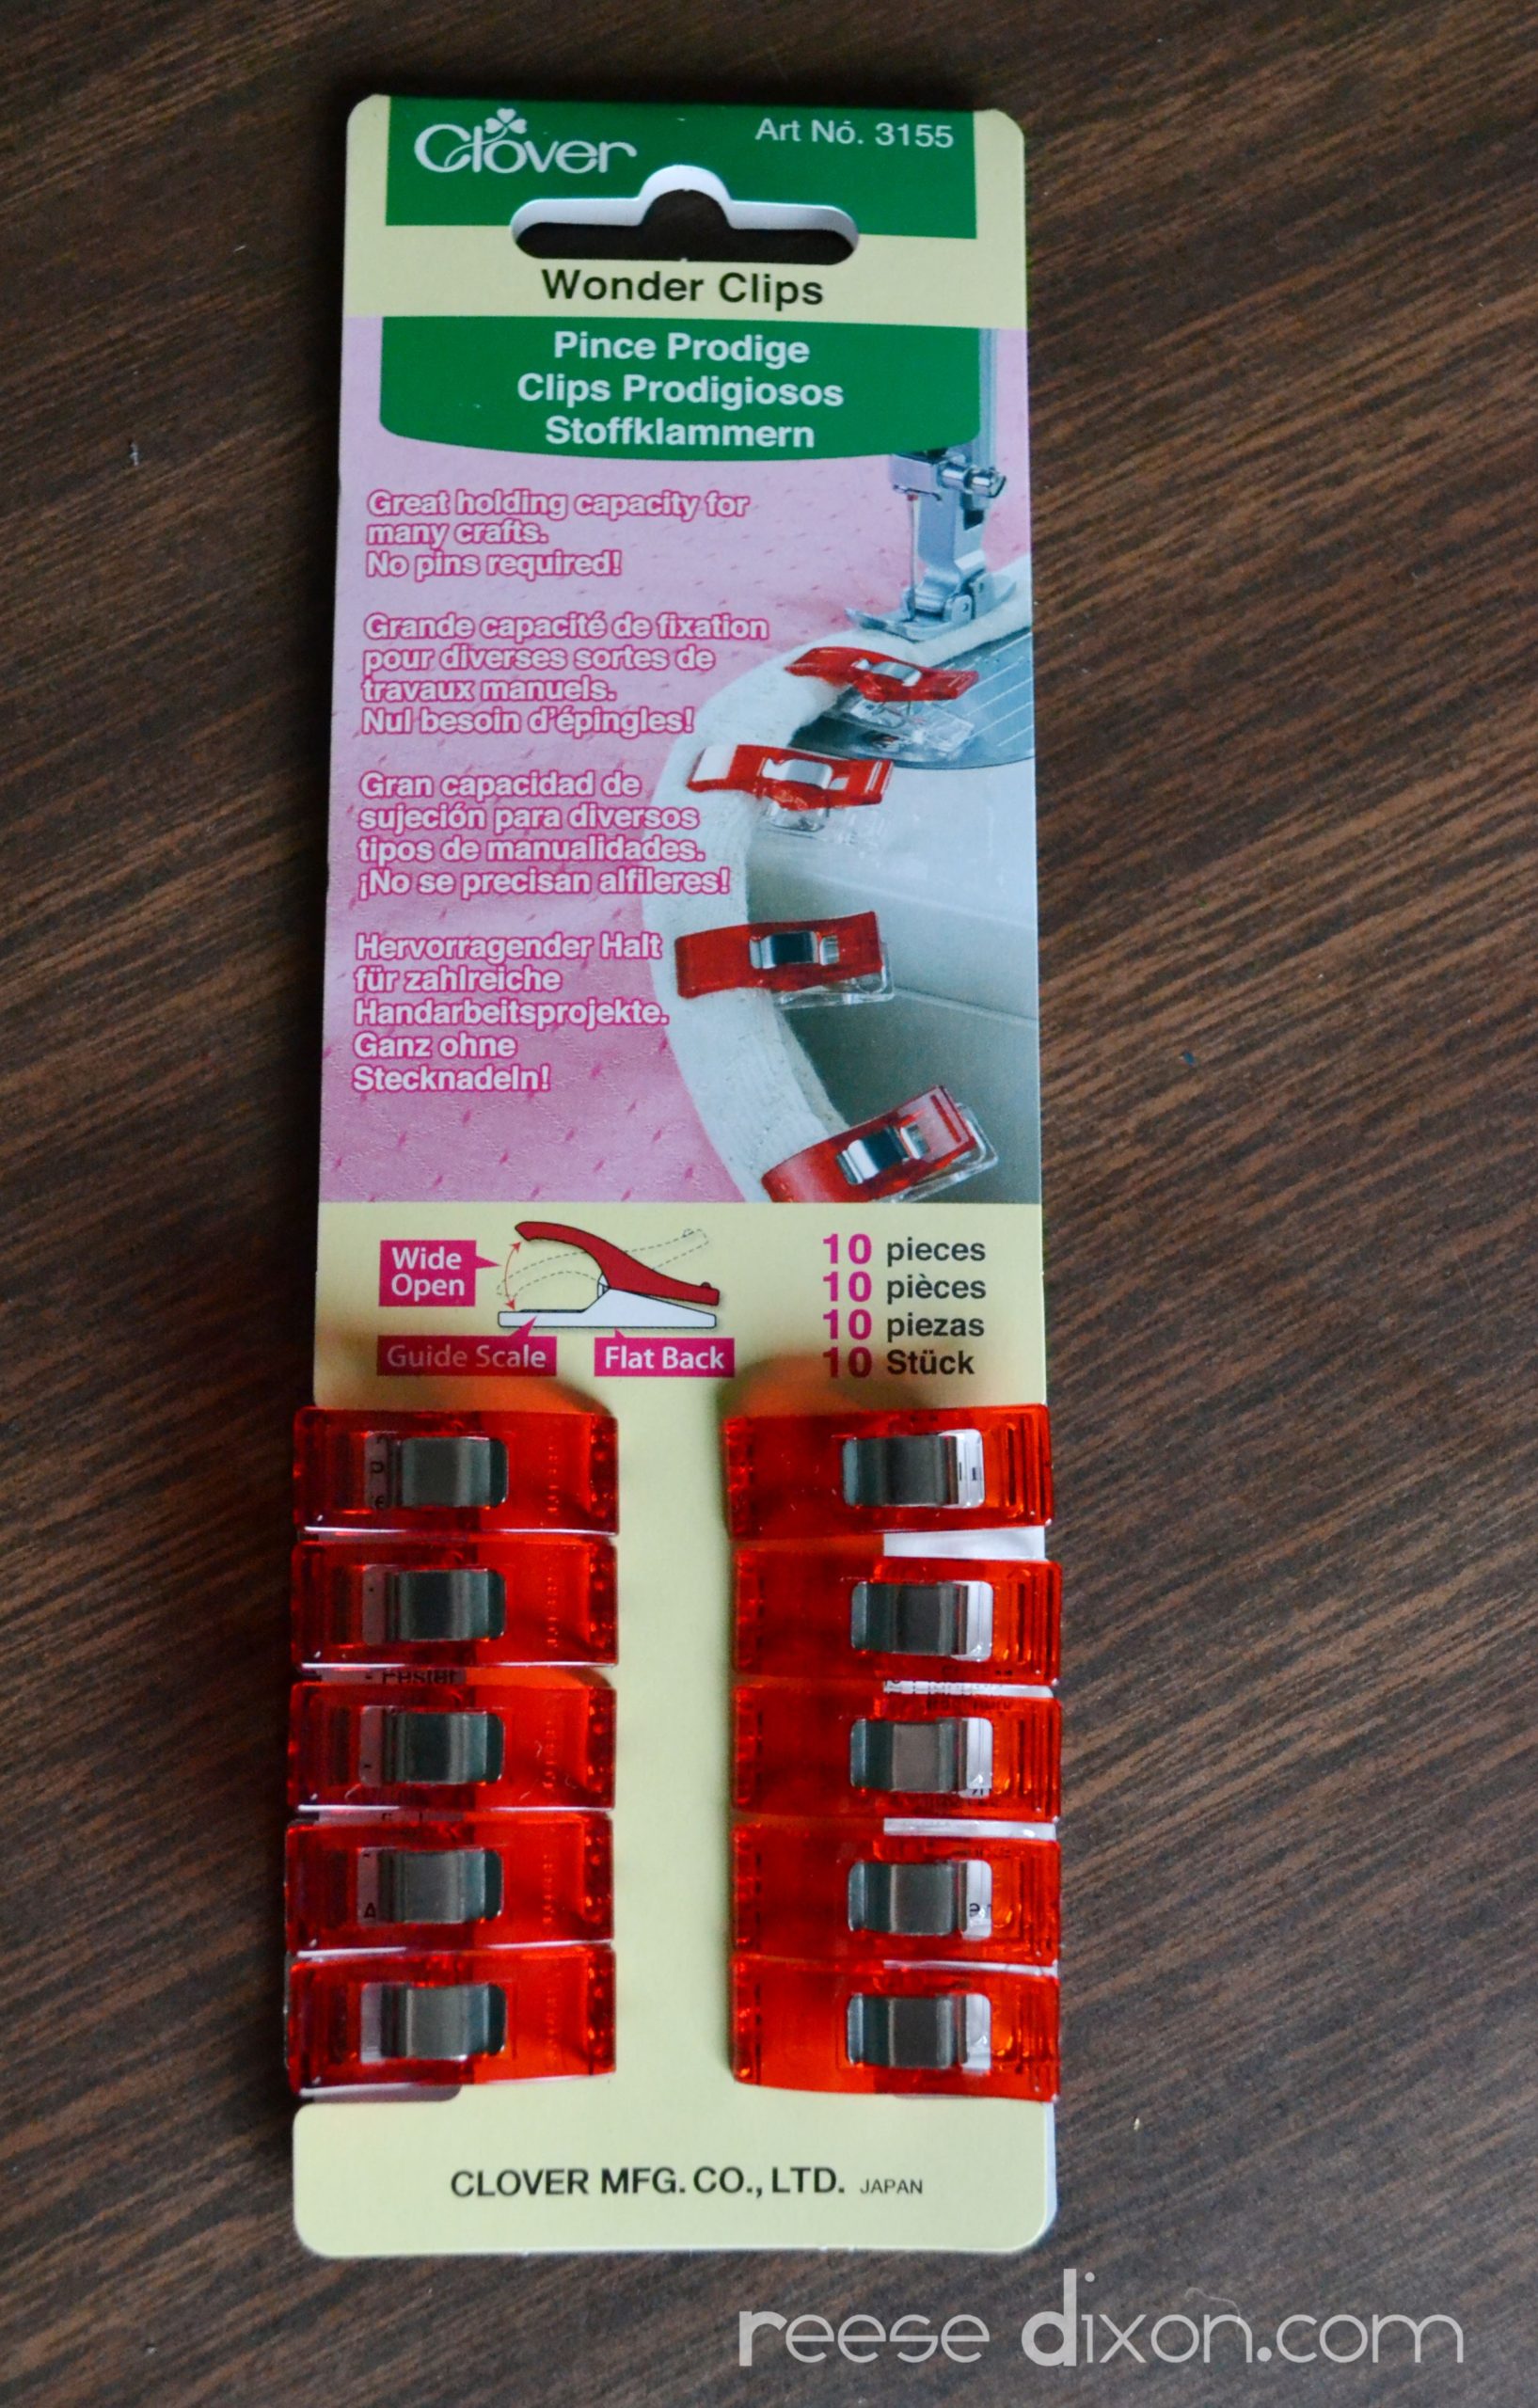 Clover
Art No. 3155
Wonder Clips
Pince Prodige
Clips Prodigiosos
Stoffklammern
Great holding capacity for
many crafts.
No pins required!
Grande capacité de fixation
pour diverses sortes de
travaux manuels.
Nul besoin d'épingles!
Gran capacidad de
sujeción para diversos
tipos de manualidades.
¡No se precisan alfileres!
Hervorragender Halt
für zahlreiche
Handarbeitsprojekte.
Ganz ohne
Stecknadeln!
Wide
Open
Guide Scale
Flat Back
10 pieces
10 pièces
10 piezas
10 Stück
CLOVER MFG. CO., LTD. JAPAN
reese dixon.com